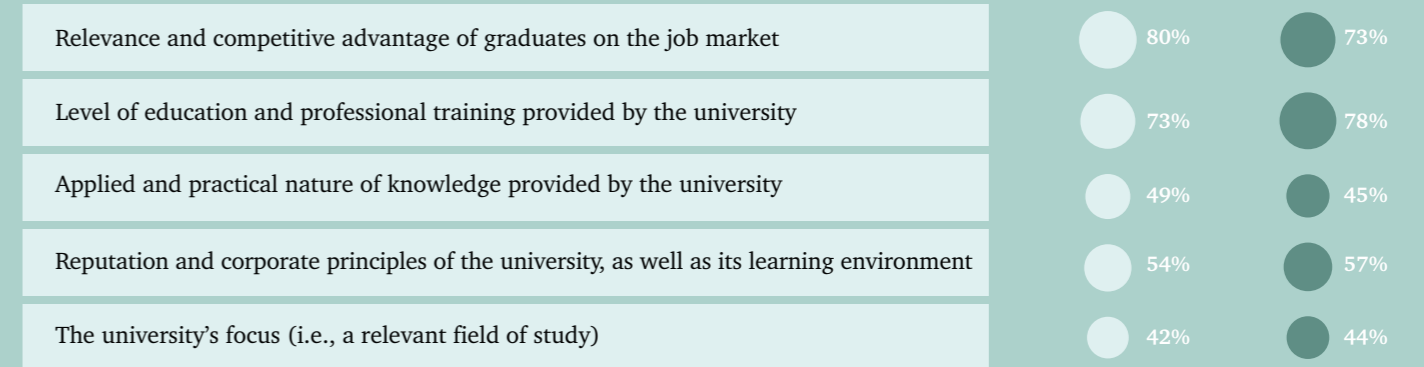 Relevance and competitive advantage of graduates on the job market 80% 73%
Level of education and professional training provided by the university 73% 78%
Applied and practical nature of knowledge provided by the university 49% 45%
Reputation and corporate principles of the university, as well as its learning environment 54% 57%
The university’s focus (i.e., a relevant field of study) 42% 44%